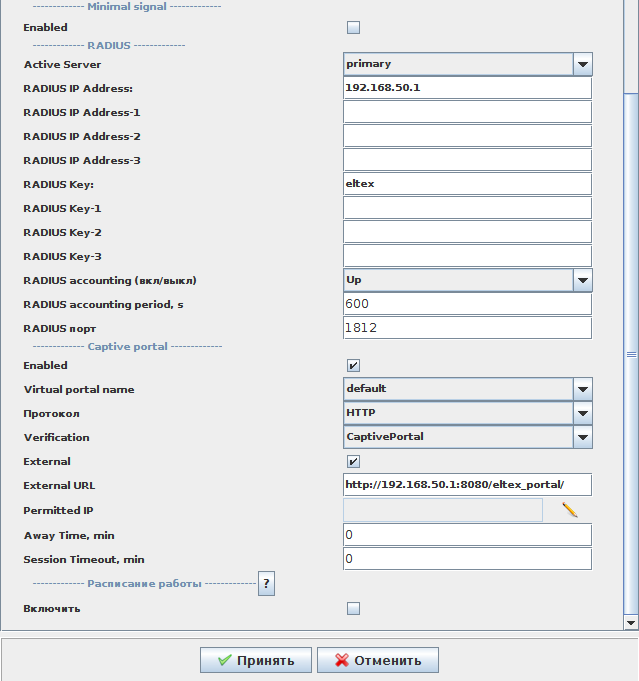 ------------- Minimal signal -------------
Enabled
------------- RADIUS -------------
Active Server primary
RADIUS IP Address: 192.168.50.1
RADIUS IP Address-1
RADIUS IP Address-2
RADIUS IP Address-3
RADIUS Key: eltex
RADIUS Key-1
RADIUS Key-2
RADIUS Key-3
RADIUS accounting (вкл/выкл) Up
RADIUS accounting period, s 600
RADIUS порт 1812
------------- Captive portal -------------
Enabled
Virtual portal name default
Протокол HTTP
Verification CaptivePortal
External
External URL http://192.168.50.1:8080/eltex_portal/
Permitted IP
Away Time, min 0
Session Timeout, min 0
------------- Расписание работы ------------- ?
Включить
Принять Отменить